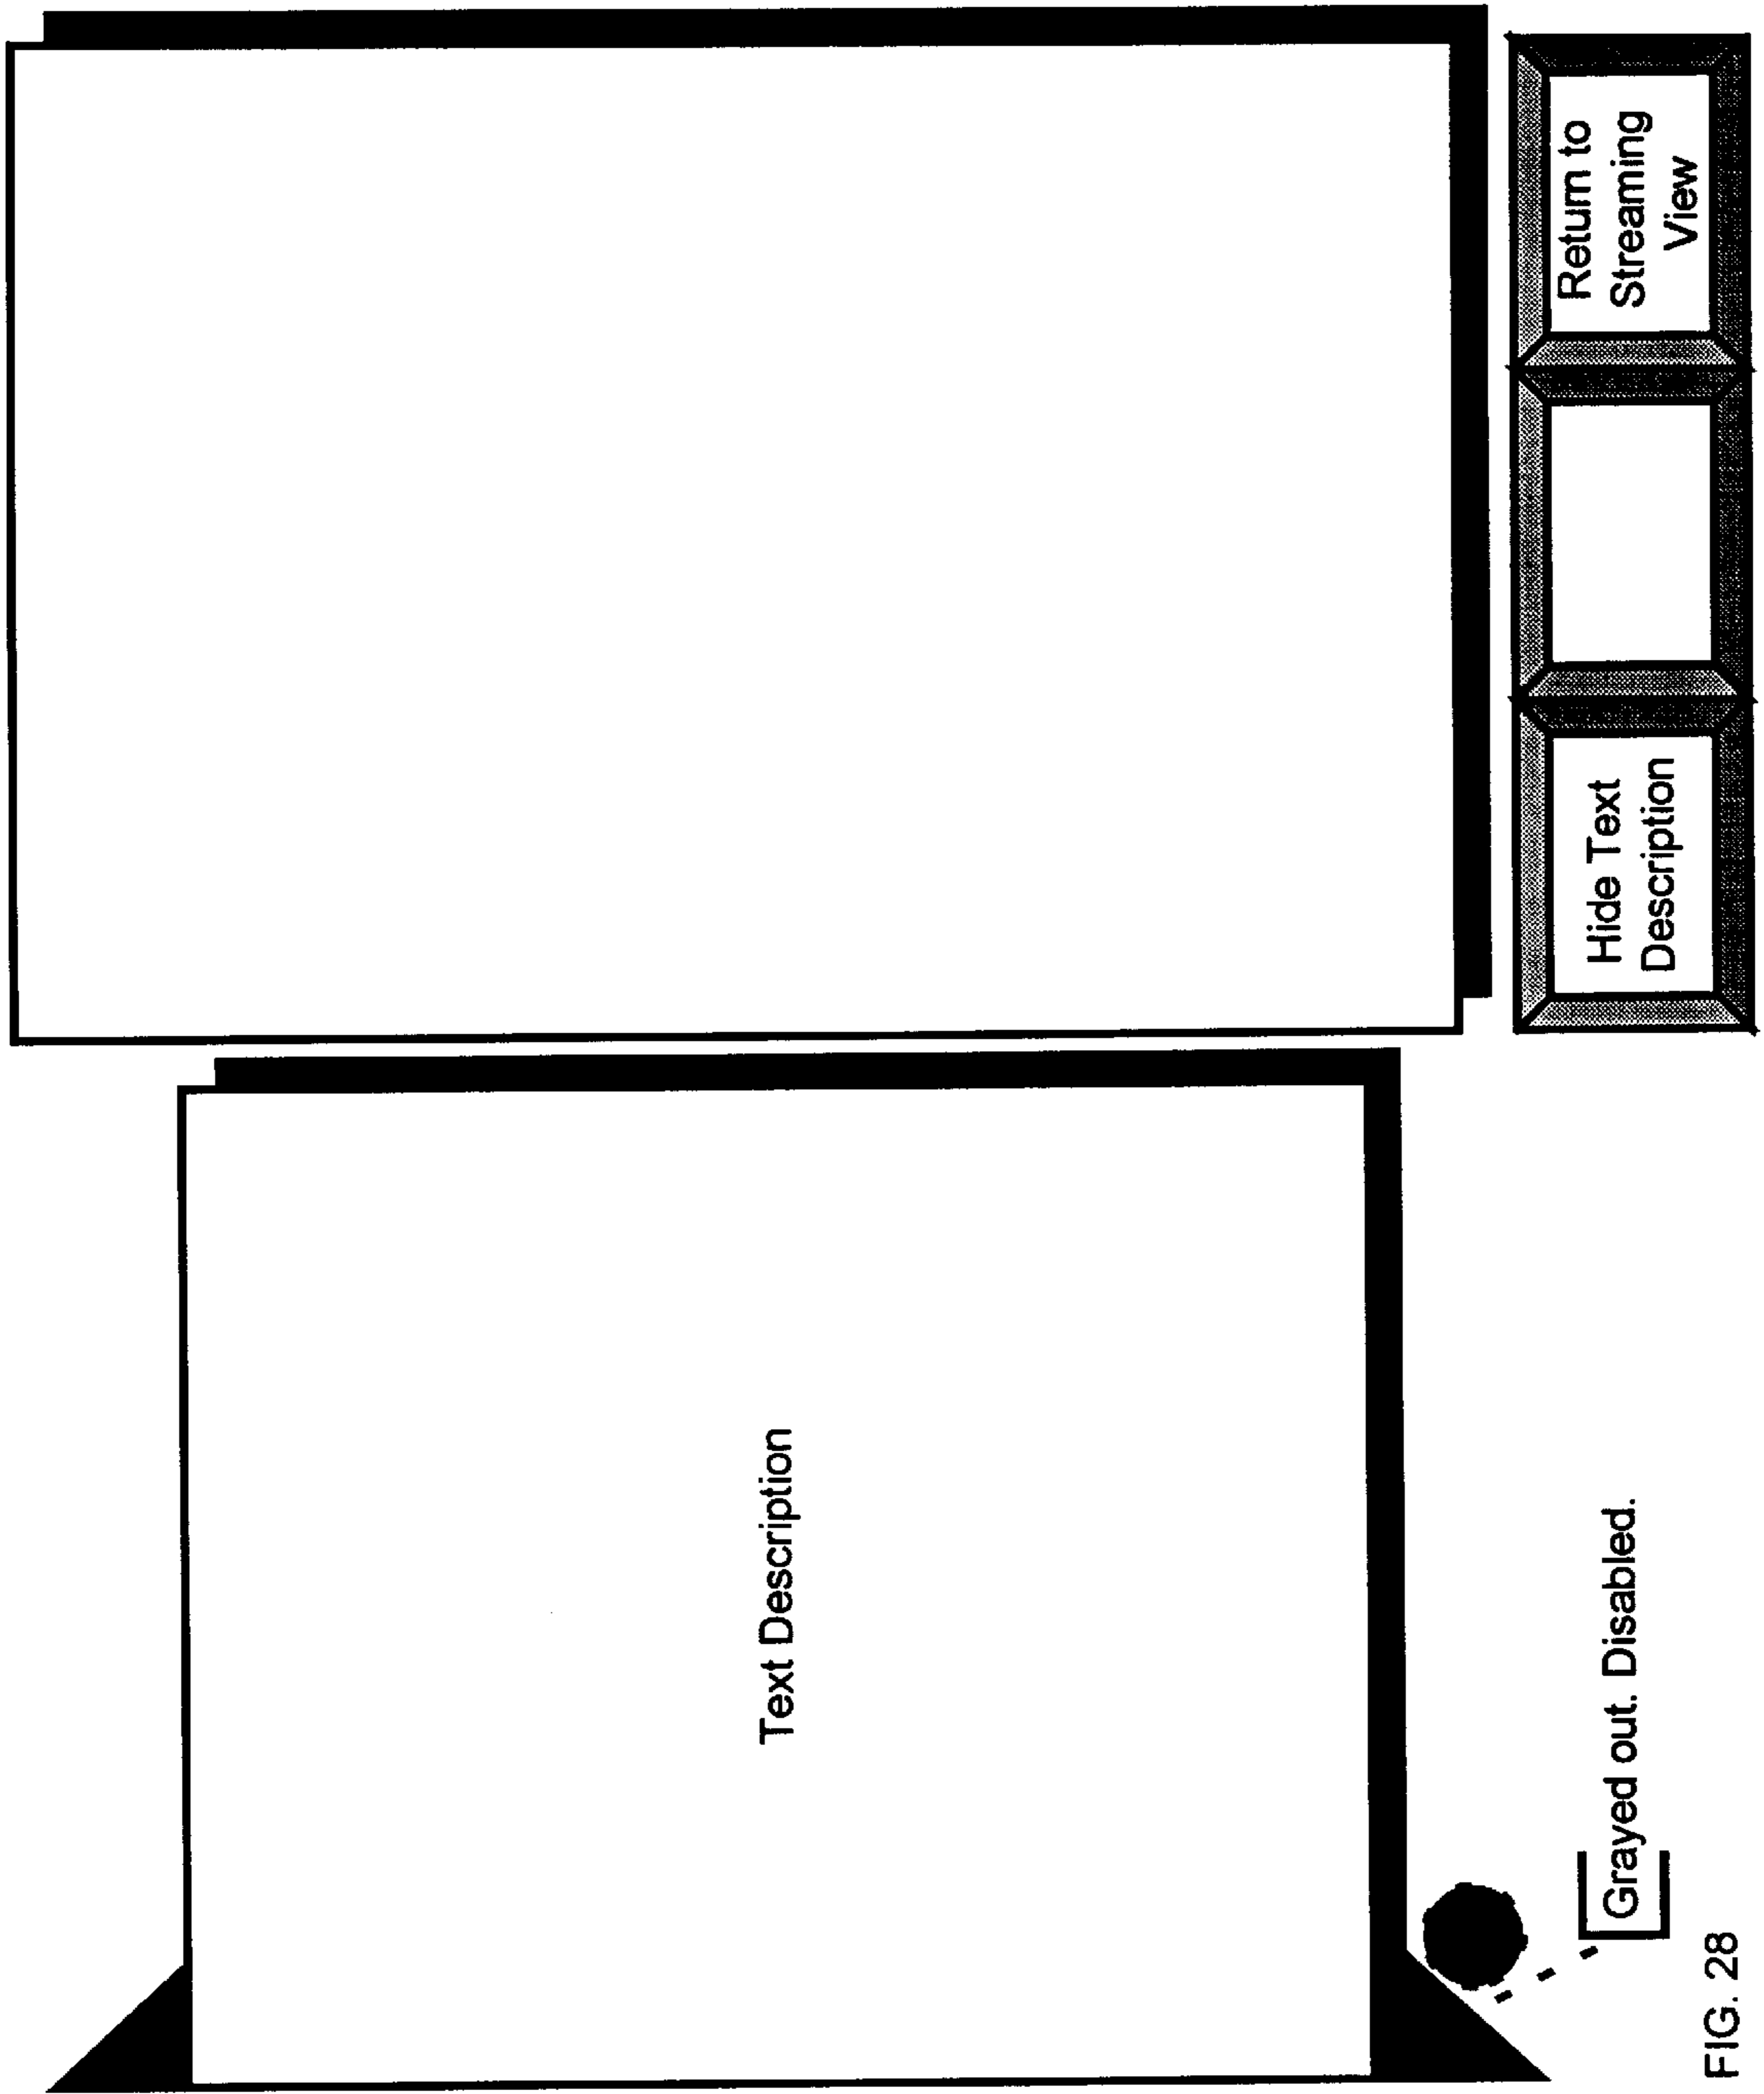 Text Description
Hide Text
Description
Return to
Streaming
View
Grayed out. Disabled.
FIG. 28